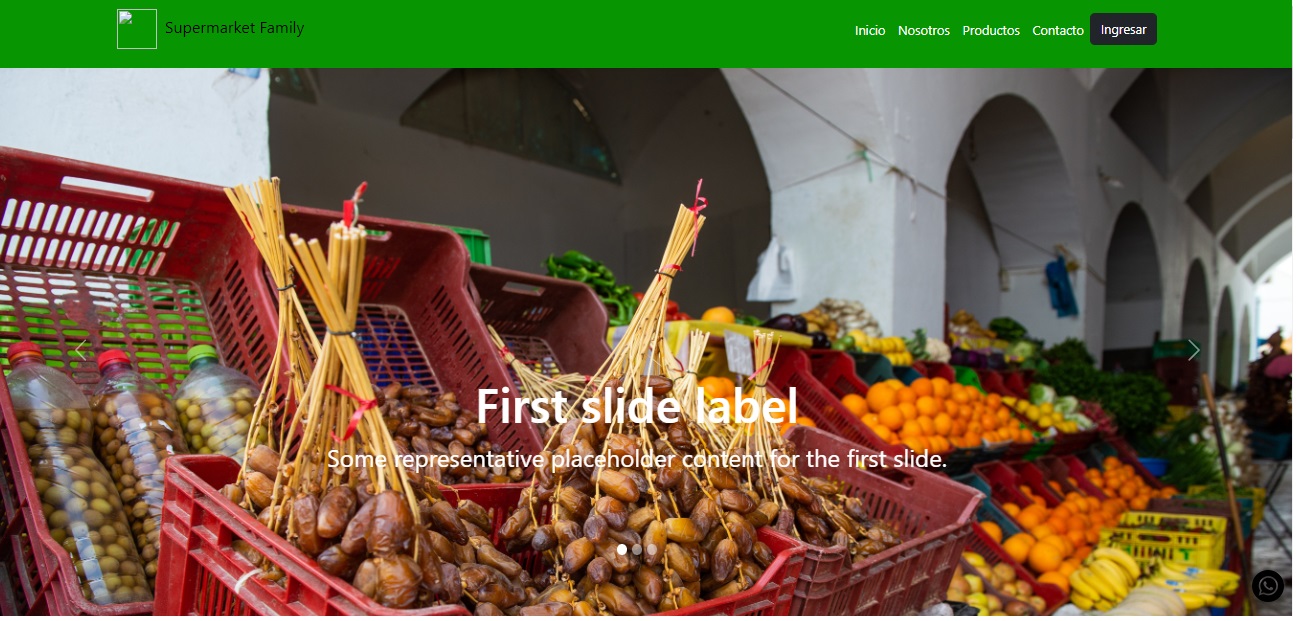 Supermarket Family
Inicio Nosotros Productos Contacto Ingresar
First slide label
Some representative placeholder content for the first slide.